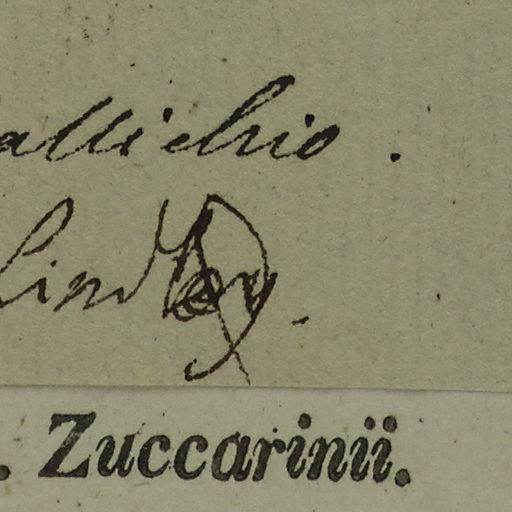 allichio .
Lindley.
. Zuccarinii.